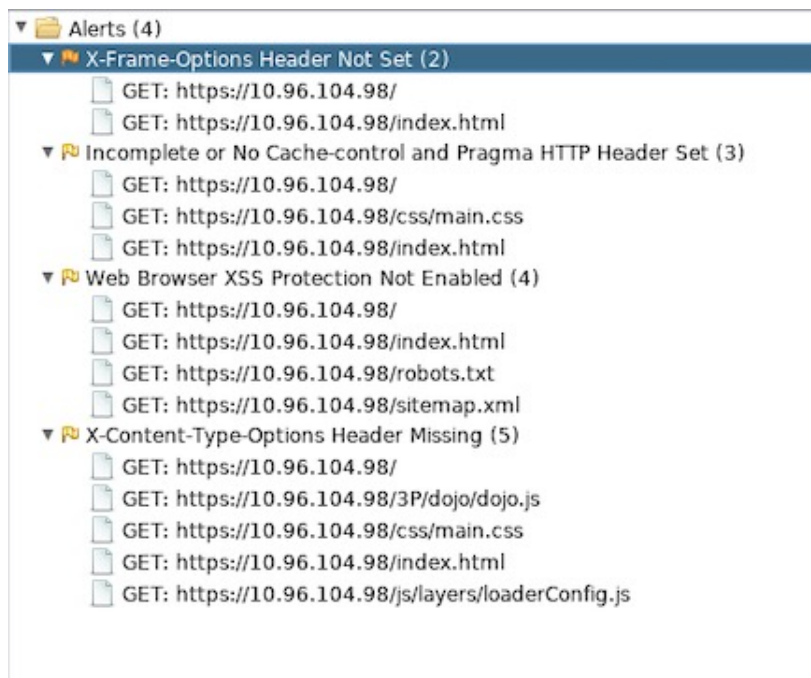 Alerts (4)
X-Frame-Options Header Not Set (2)
GET: https://10.96.104.98/
GET: https://10.96.104.98/index.html
Incomplete or No Cache-control and Pragma HTTP Header Set (3)
GET: https://10.96.104.98/
GET: https://10.96.104.98/css/main.css
GET: https://10.96.104.98/index.html
Web Browser XSS Protection Not Enabled (4)
GET: https://10.96.104.98/
GET: https://10.96.104.98/index.html
GET: https://10.96.104.98/robots.txt
GET: https://10.96.104.98/sitemap.xml
X-Content-Type-Options Header Missing (5)
GET: https://10.96.104.98/
GET: https://10.96.104.98/3P/dojo/dojo.js
GET: https://10.96.104.98/css/main.css
GET: https://10.96.104.98/index.html
GET: https://10.96.104.98/js/layers/loaderConfig.js